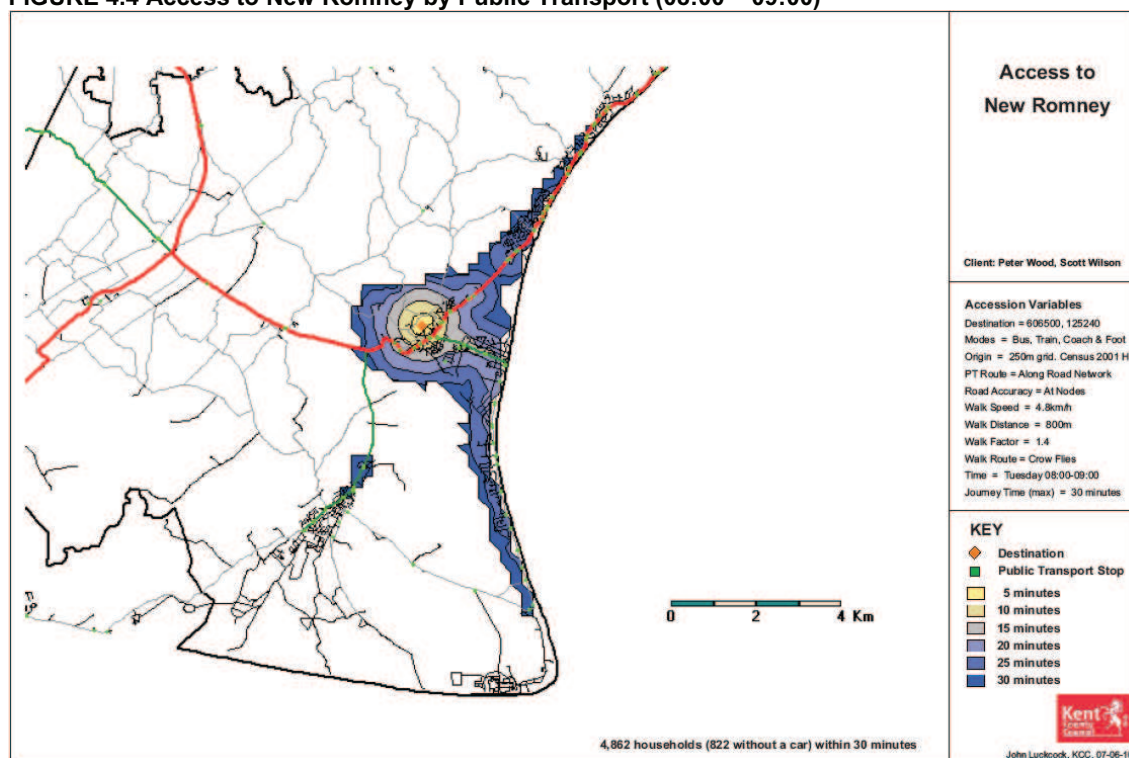 FIGURE 4.4 Access to New Romney by Public Transport (08:00 – 09:00)
Access to
New Romney
Client: Peter Wood, Scott Wilson
Accession Variables
Destination = 606500, 125240
Modes = Bus, Train, Coach & Foot
Origin = 250m grid. Census 2001 H
PT Route = Along Road Network
Road Accuracy = At Nodes
Walk Speed = 4.8km/h
Walk Distance = 800m
Walk Factor = 1.4
Walk Route = Crow Flies
Time = Tuesday 08:00-09:00
Journey Time (max) = 30 minutes
KEY
Destination
Public Transport Stop
5 minutes
10 minutes
15 minutes
20 minutes
25 minutes
30 minutes
0 2 4 Km
Kent
County
Council
4,862 households (822 without a car) within 30 minutes
John Luckcock, KCC, 07-06-10